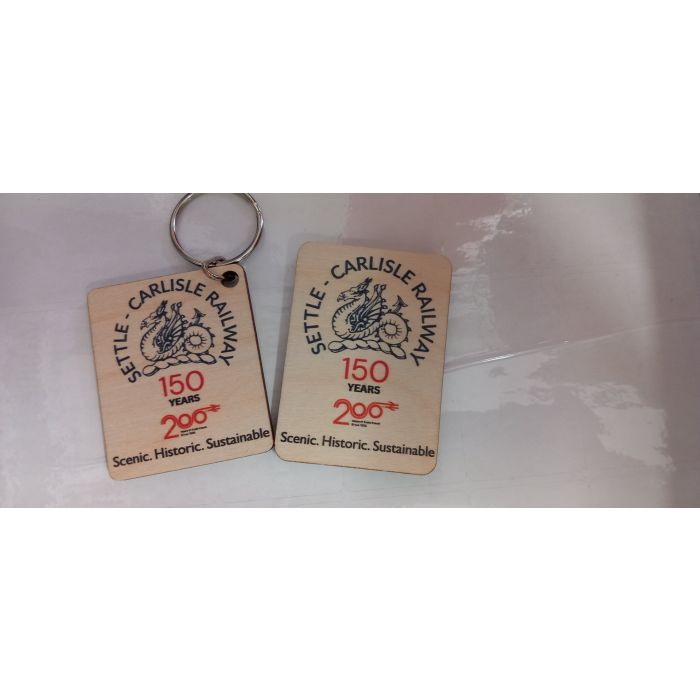 SETTLE - CARLISLE RAILWAY
150
YEARS
200
Scenic. Historic. Sustainable
SETTLE - CARLISLE RAILWAY
150
YEARS
200
Scenic. Historic. Sustainable